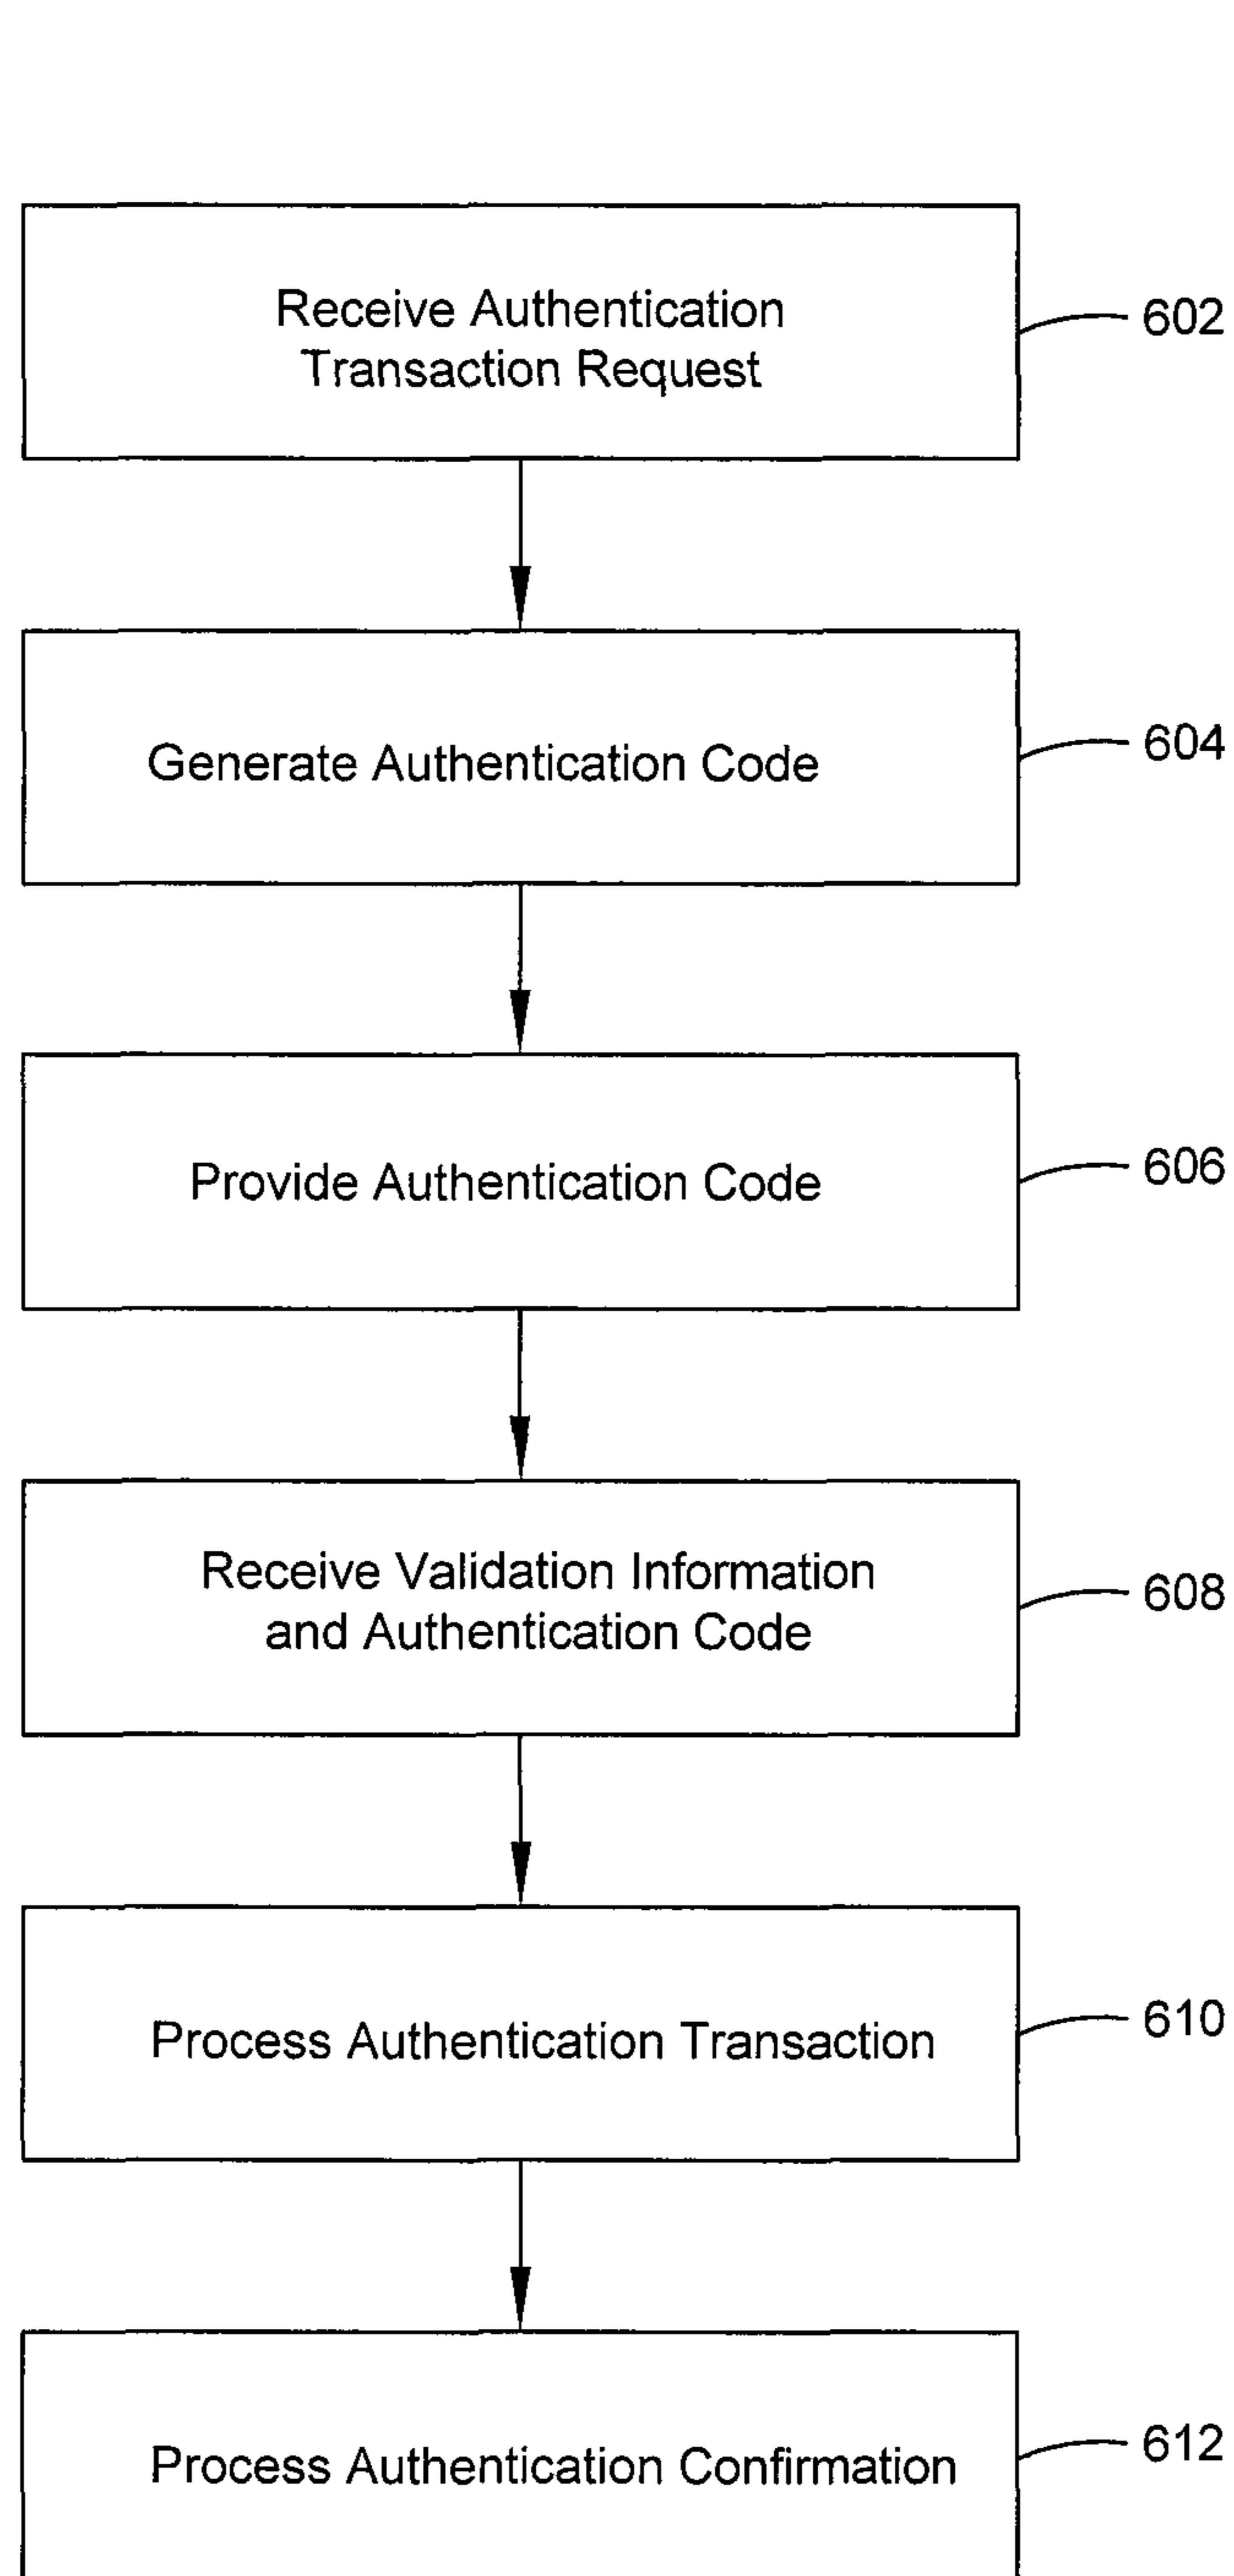 Receive Authentication
Transaction Request
602
Generate Authentication Code
604
Provide Authentication Code
606
Receive Validation Information
and Authentication Code
608
Process Authentication Transaction
610
Process Authentication Confirmation
612